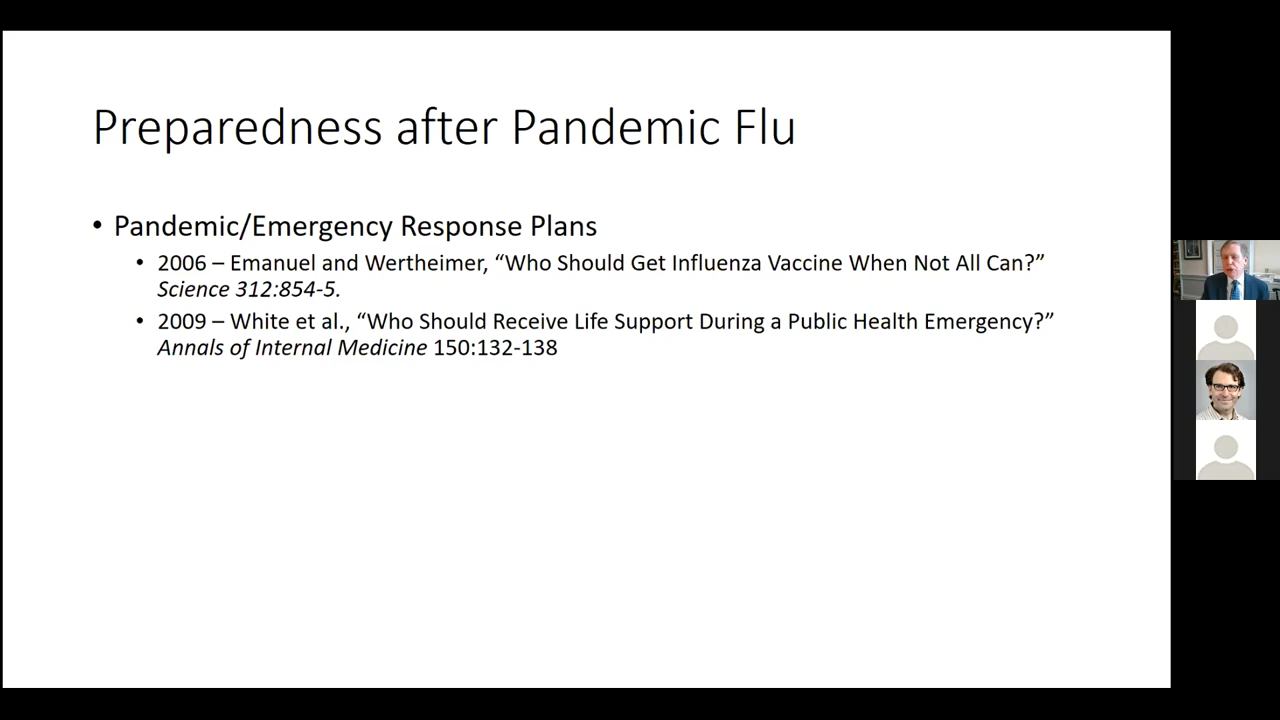 Preparedness after Pandemic Flu
• Pandemic/Emergency Response Plans
• 2006 – Emanuel and Wertheimer, “Who Should Get Influenza Vaccine When Not All Can?”
Science 312:854-5.
• 2009 – White et al., “Who Should Receive Life Support During a Public Health Emergency?”
Annals of Internal Medicine 150:132-138